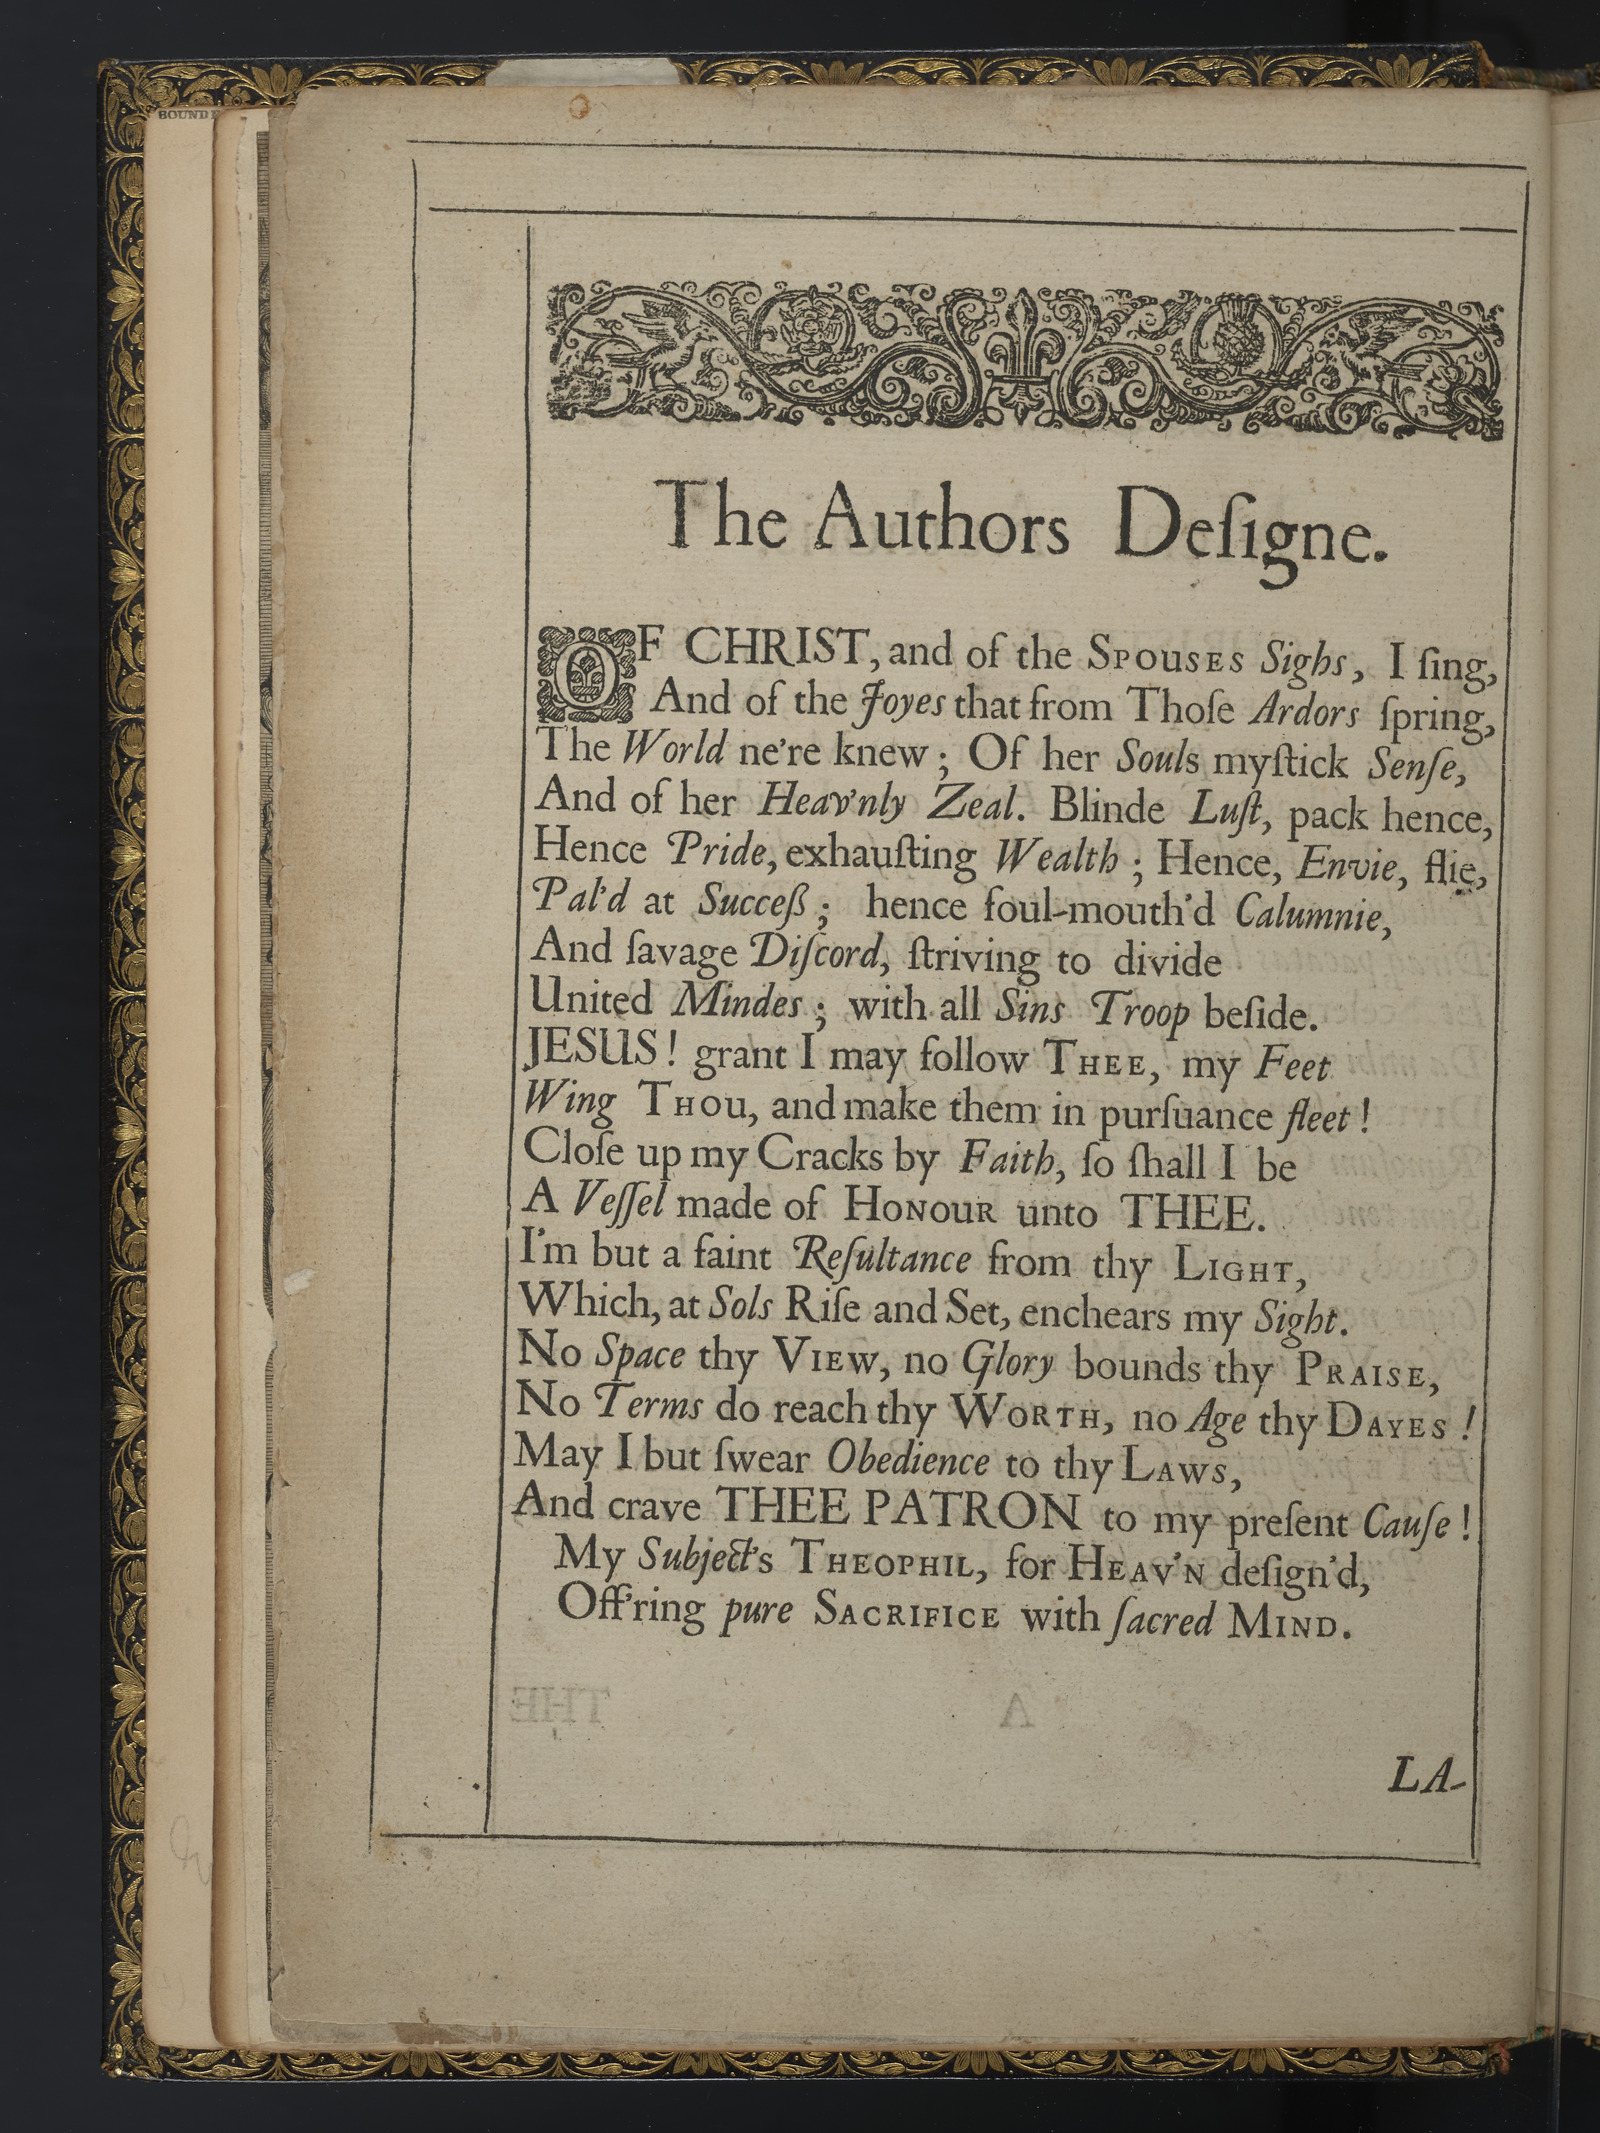 BOUND
The Authors Deſigne.
OF CHRIST, and of the SPOUSES Sighs, I ſing,
And of the Joyes that from Thoſe Ardors ſpring,
The World ne're knew; Of her Souls myſtick Senſe,
And of her Heav'nly Zeal. Blinde Luſt, pack hence,
Hence Pride, exhauſting Wealth; Hence, Envie, flie,
Pal'd at Succeß; hence foul-mouth'd Calumnie,
And ſavage Diſcord, ſtriving to divide
United Mindes; with all Sins Troop beſide.
JESUS! grant I may follow THEE, my Feet
Wing THOU, and make them in purſuance fleet!
Cloſe up my Cracks by Faith, ſo ſhall I be
A Veſſel made of HONOUR unto THEE.
I'm but a faint Reſultance from thy LIGHT,
Which, at Sols Riſe and Set, enchears my Sight.
No Space thy VIEW, no Glory bounds thy PRAISE,
No Terms do reach thy WORTH, no Age thy DAYES!
May I but ſwear Obedience to thy LAWS,
And crave THEE PATRON to my preſent Cauſe!
My Subject's THEOPHIL, for HEAV'N deſign'd,
Off'ring pure SACRIFICE with ſacred MIND.
LA-